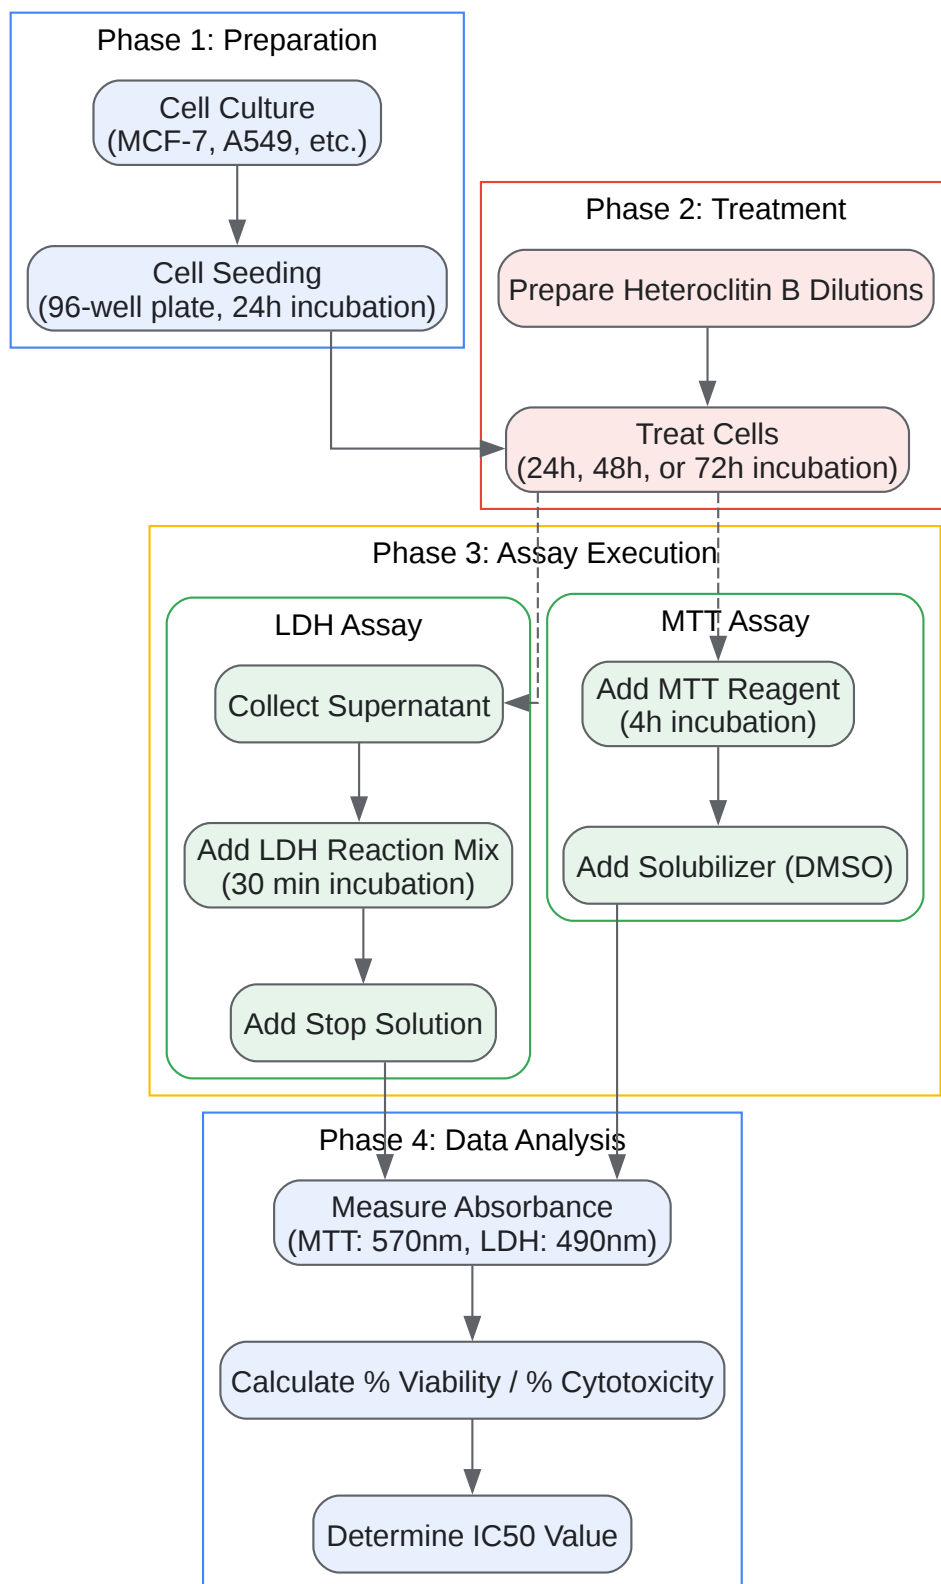 Phase 1: Preparation
Cell Culture
(MCF-7, A549, etc.)
Cell Seeding
(96-well plate, 24h incubation)
Phase 2: Treatment
Prepare Heteroclitin B Dilutions
Treat Cells
(24h, 48h, or 72h incubation)
Phase 3: Assay Execution
LDH Assay
Collect Supernatant
Add LDH Reaction Mix
(30 min incubation)
Add Stop Solution
MTT Assay
Add MTT Reagent
(4h incubation)
Add Solubilizer (DMSO)
Phase 4: Data Analysis
Measure Absorbance
(MTT: 570nm, LDH: 490nm)
Calculate % Viability / % Cytotoxicity
Determine IC50 Value